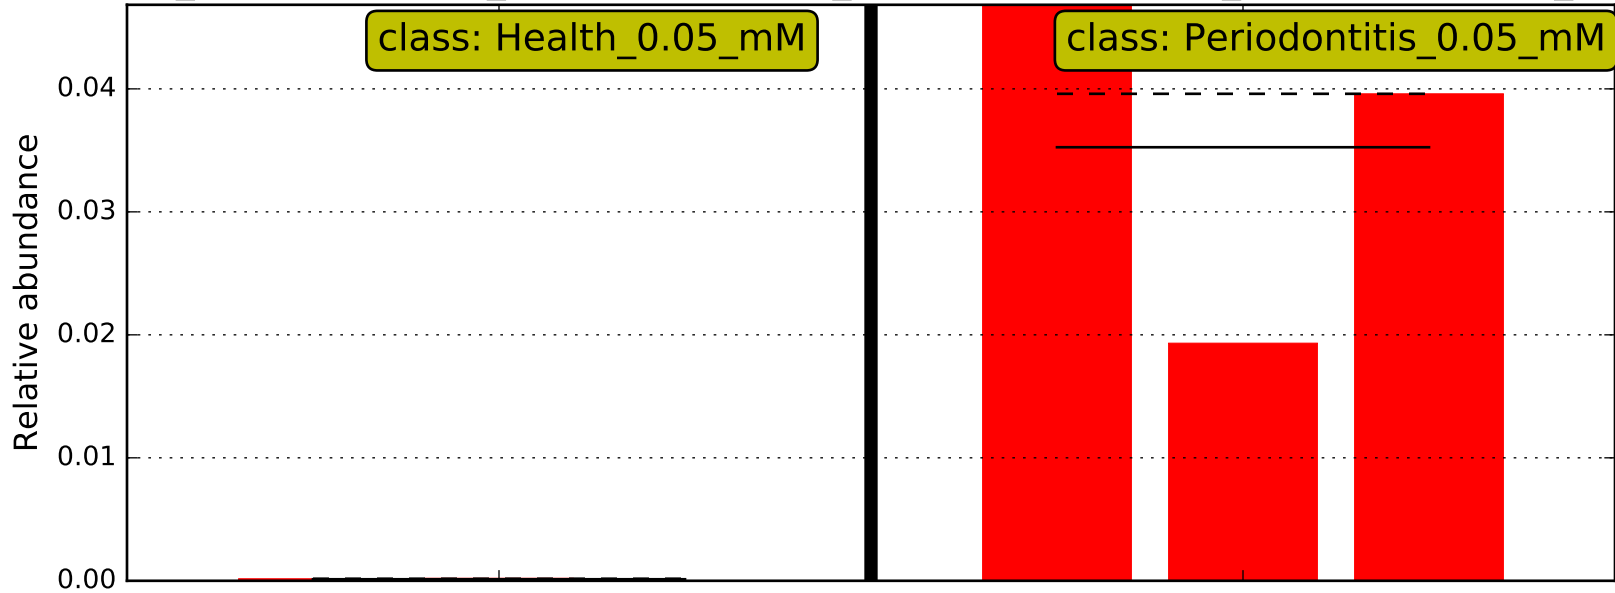 class: Health_0.05_mM
class: Periodontitis_0.05_mM
0.04
0.03
0.02
0.01
0.00
Relative abundance